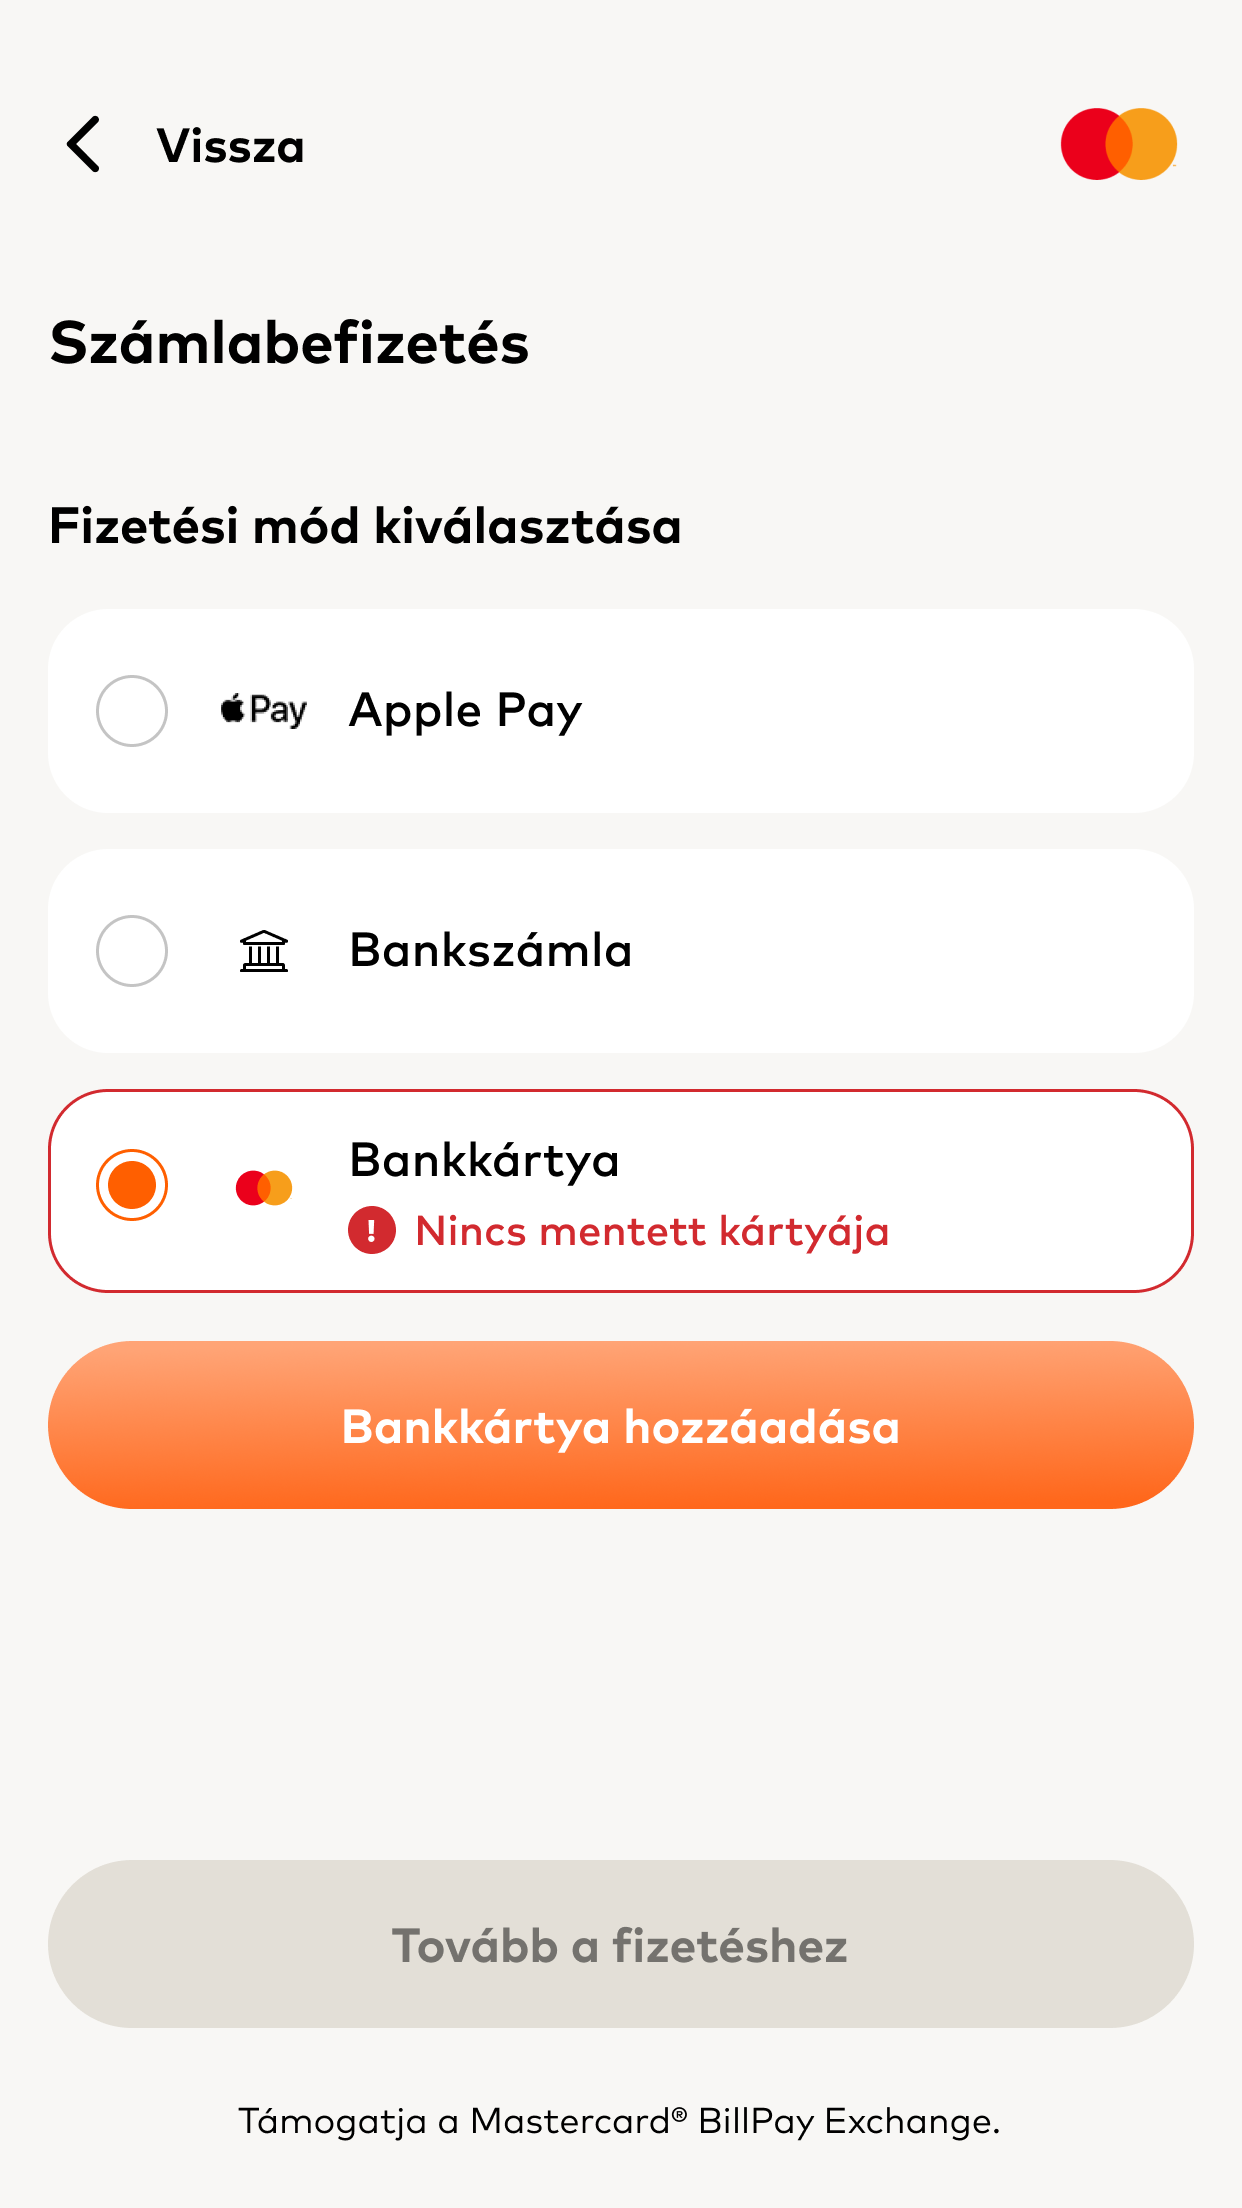 Vissza
Számlabefizetés
Fizetési mód kiválasztása
Pay Apple Pay
Bankszámla
Bankkártya
! Nincs mentett kártyája
Bankkártya hozzáadása
Tovább a fizetéshez
Támogatja a Mastercard® BillPay Exchange.